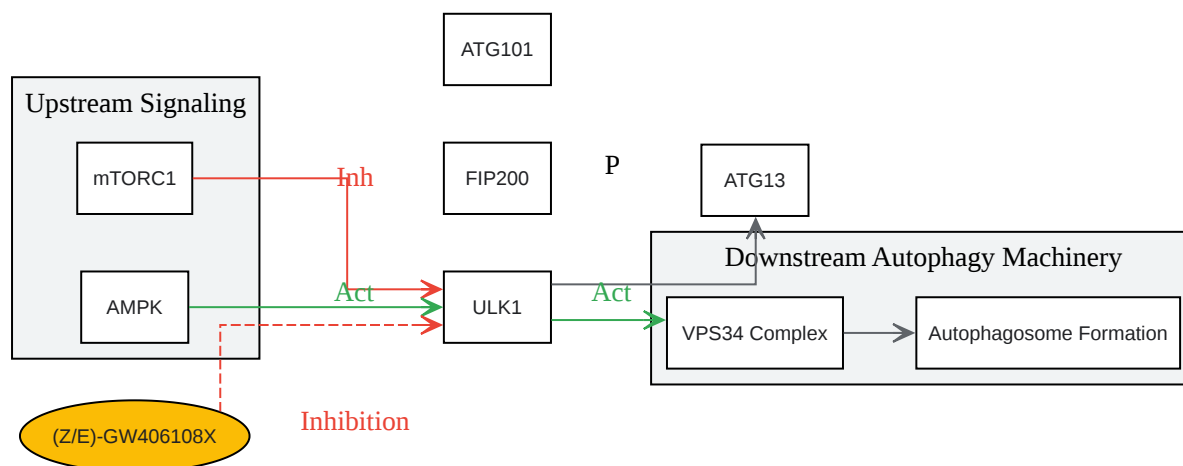 ATG101
Upstream Signaling
mTORC1
Inh
FIP200
P
ATG13
Downstream Autophagy Machinery
AMPK
Act
ULK1
Act
VPS34 Complex
Autophagosome Formation
(Z/E)-GW406108X
Inhibition